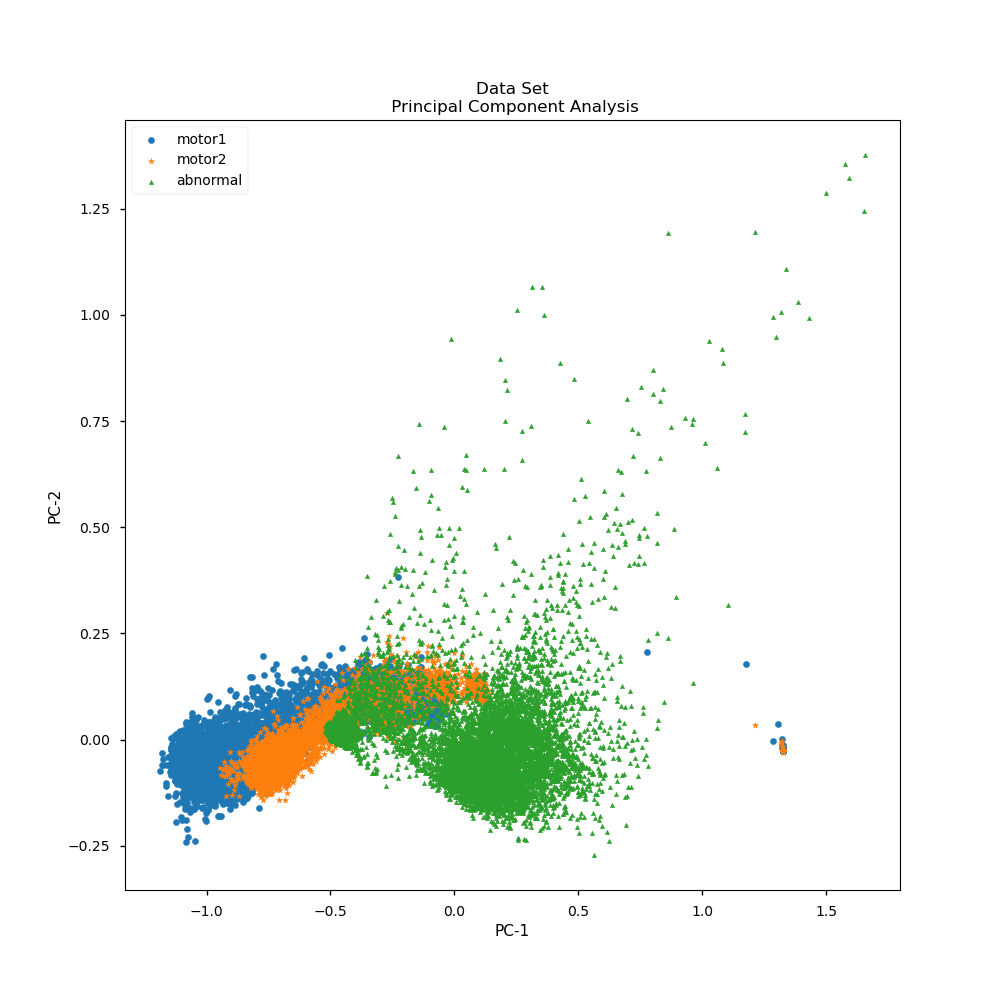 Data Set
Principal Component Analysis
motor1
motor2
abnormal
1.25
1.00
0.75
0.50
0.25
0.00
−0.25
PC-2
−1.0 −0.5 0.0 0.5 1.0 1.5
PC-1